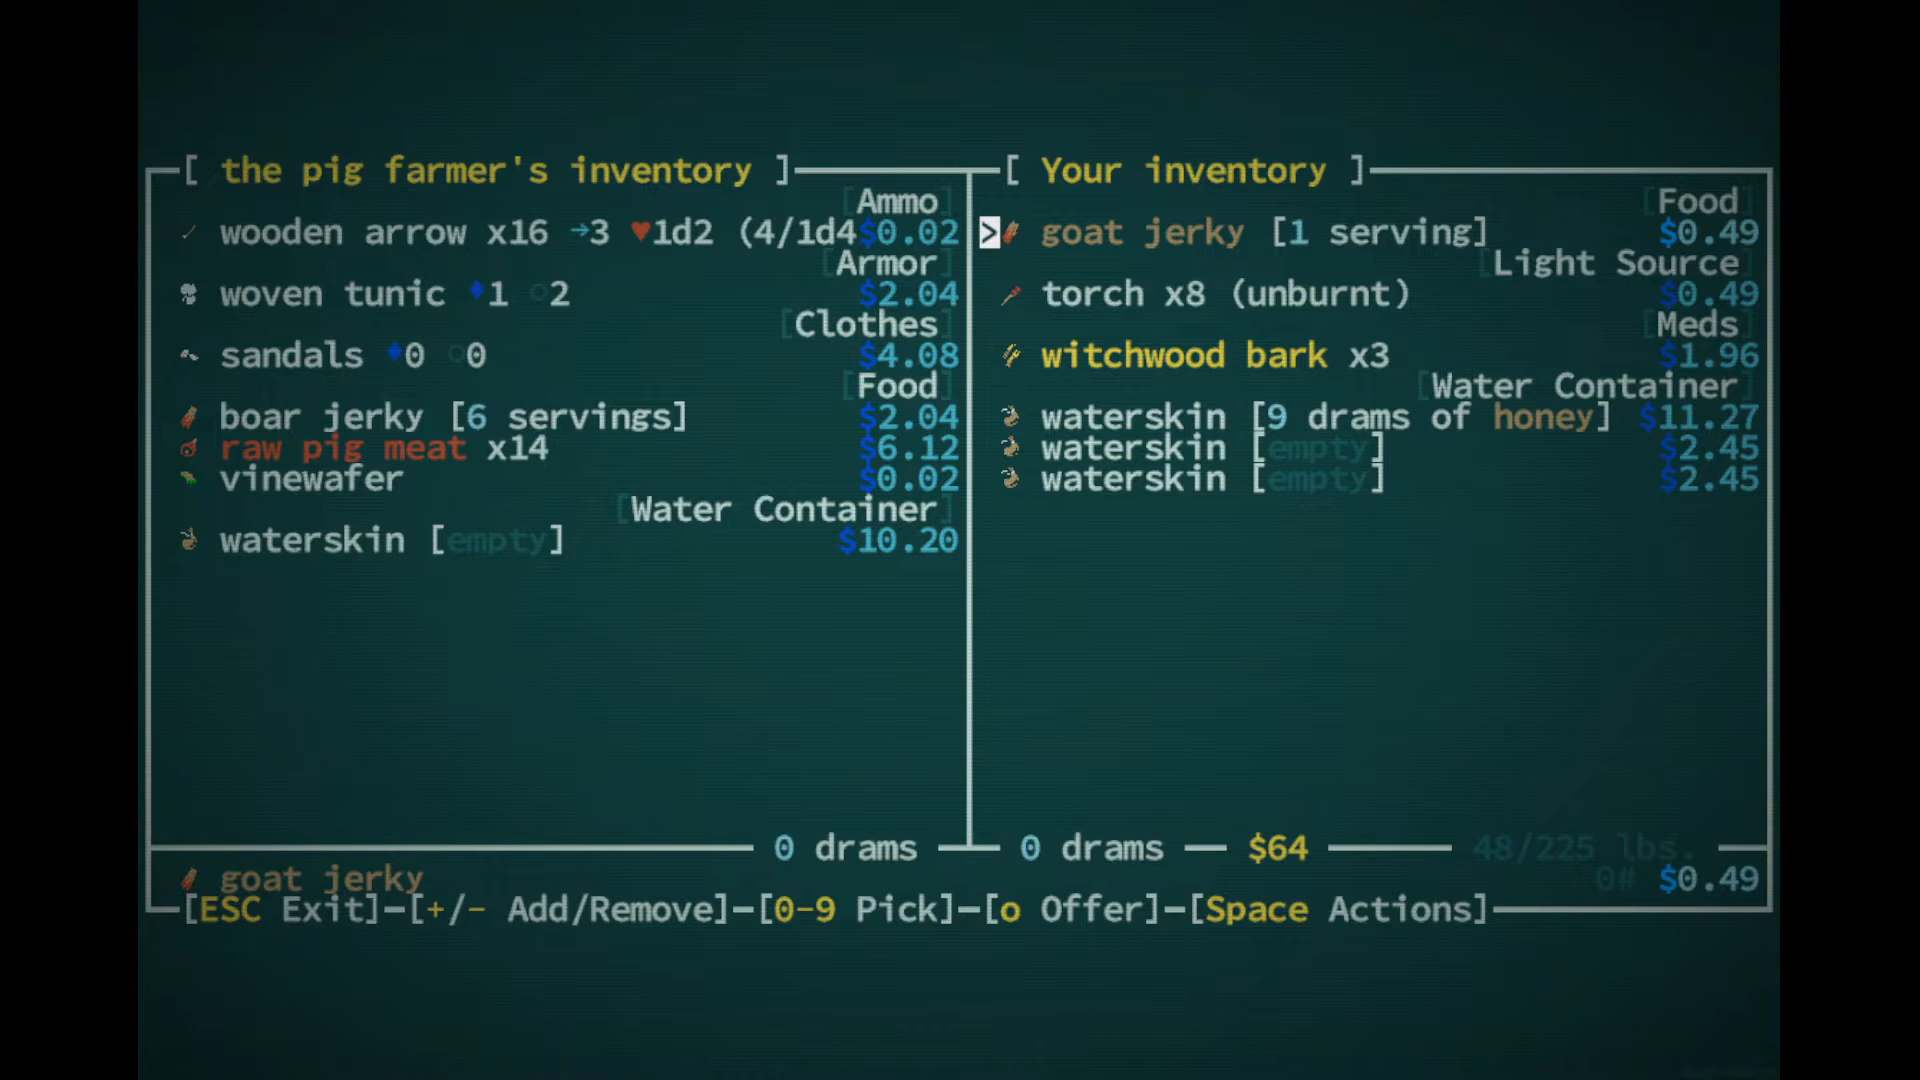 [ the pig farmer's inventory ]
[Ammo]
wooden arrow x16 →3 ♥1d2 (4/1d4 $0.02
[Armor]
woven tunic ♦1 ○2 $2.04
[Clothes]
sandals ♦0 ○0 $4.08
[Food]
boar jerky [6 servings] $2.04
raw pig meat x14 $6.12
vinewafer $0.02
[Water Container]
waterskin [empty] $10.20
[ Your inventory ]
[Food]
> goat jerky [1 serving] $0.49
[Light Source]
torch x8 (unburnt) $0.49
[Meds]
witchwood bark x3 $1.96
[Water Container]
waterskin [9 drams of honey] $11.27
waterskin [empty] $2.45
waterskin [empty] $2.45
0 drams 0 drams $64 48/225 lbs.
goat jerky 0# $0.49
[ESC Exit]-[+/- Add/Remove]-[0-9 Pick]-[o Offer]-[Space Actions]